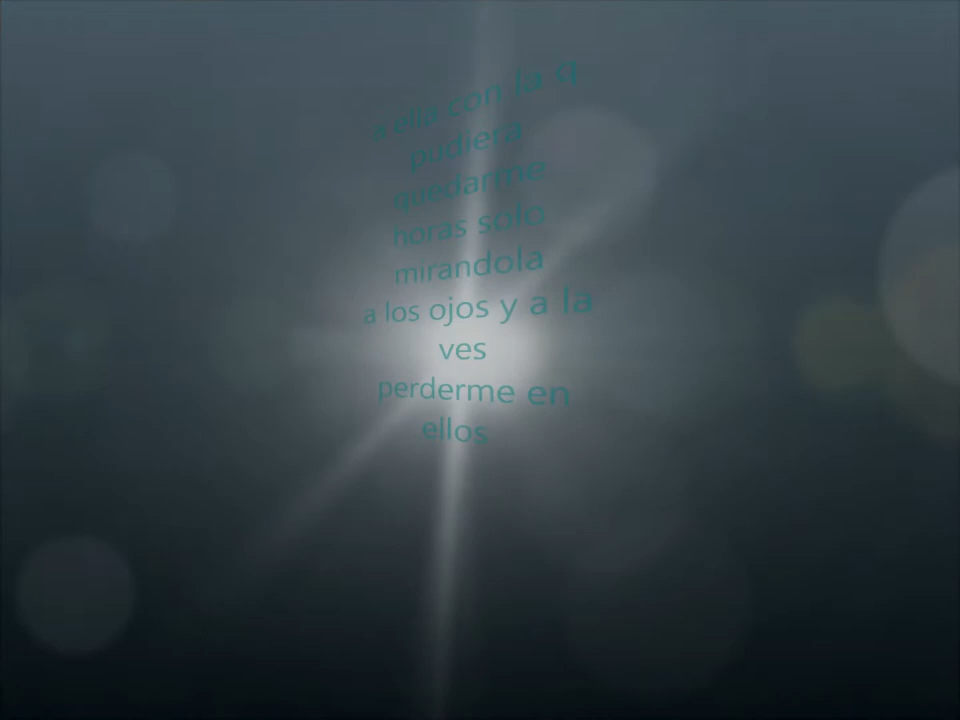 a ella con la q
pudiera
quedarme
horas solo
mirandola
a los ojos y a la
ves
perderme en
ellos